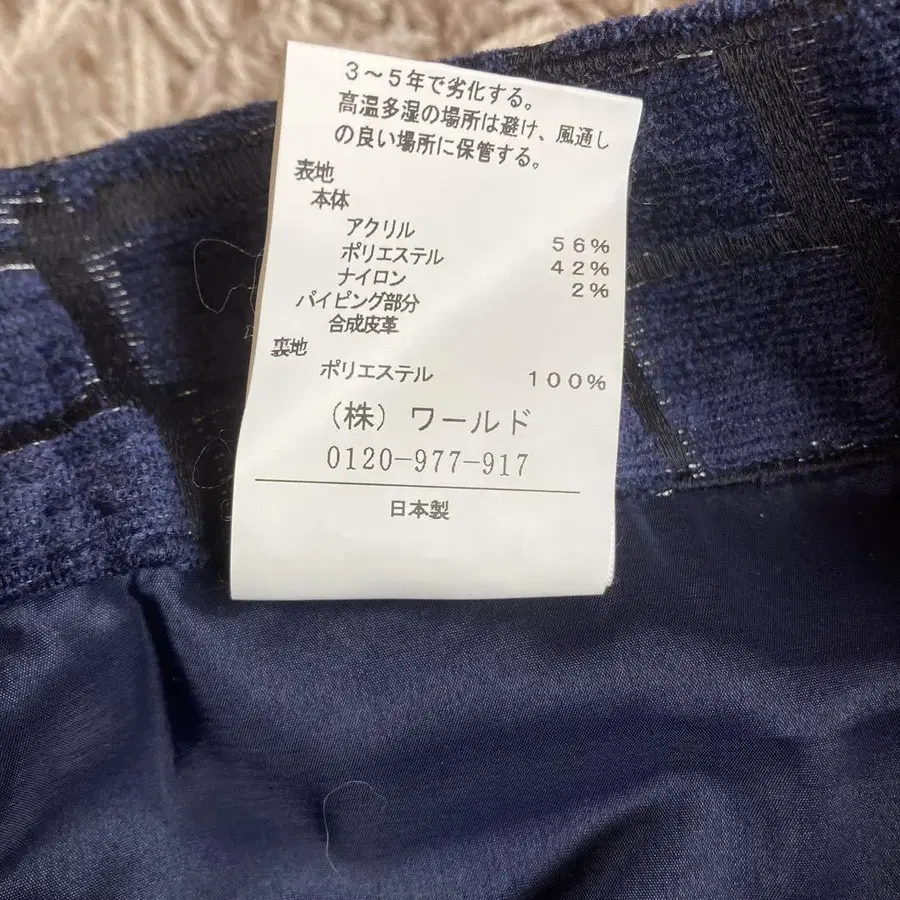 3～5年で劣化する。
高温多湿の場所は避け、風通し
の良い場所に保管する。
表地
本体
アクリル 56%
ポリエステル 42%
ナイロン 2%
パイピング部分
合成皮革
裏地
ポリエステル 100%
(株) ワールド
0120-977-917
日本製